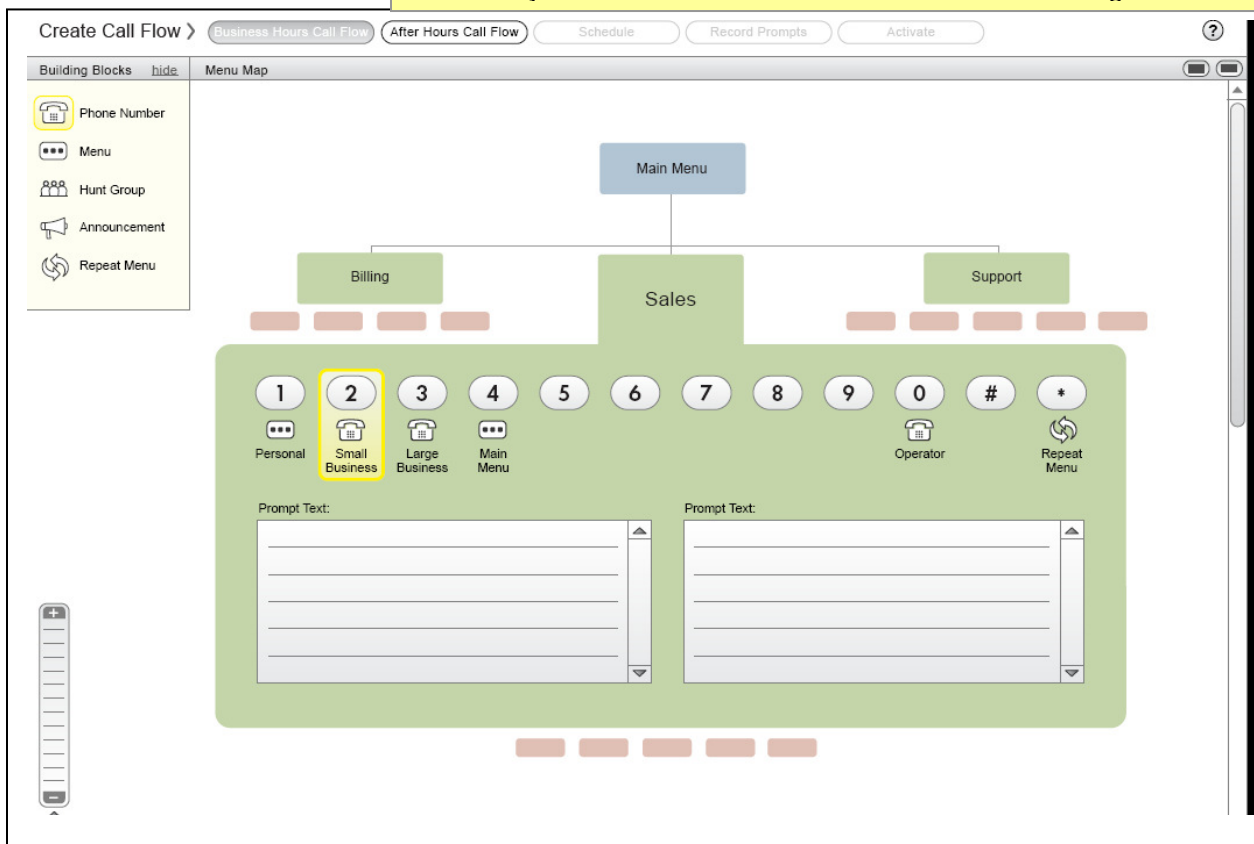 Create Call Flow
Business Hours Call Flow
After Hours Call Flow
Schedule
Record Prompts
Activate
?
Building Blocks hide
Menu Map
Phone Number
Menu
Hunt Group
Announcement
Repeat Menu
Main Menu
Billing
Sales
Support
1 2 3 4 5 6 7 8 9 0 # *
Personal
Small
Business
Large
Business
Main
Menu
Operator
Repeat
Menu
Prompt Text:
Prompt Text:
+
-